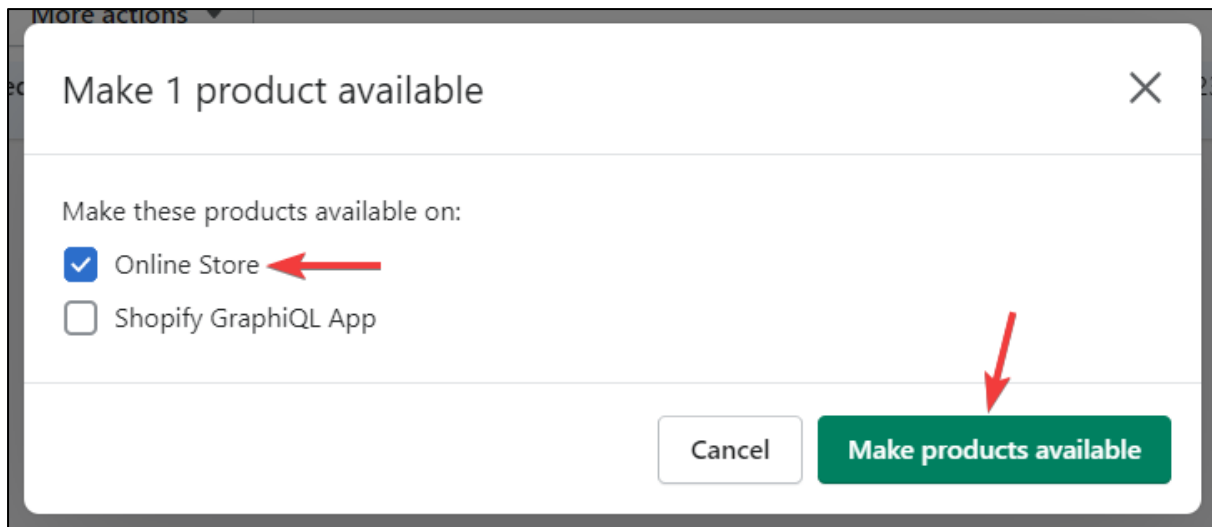 More actions
Make 1 product available
Make these products available on:
Online Store
Shopify GraphiQL App
Cancel
Make products available